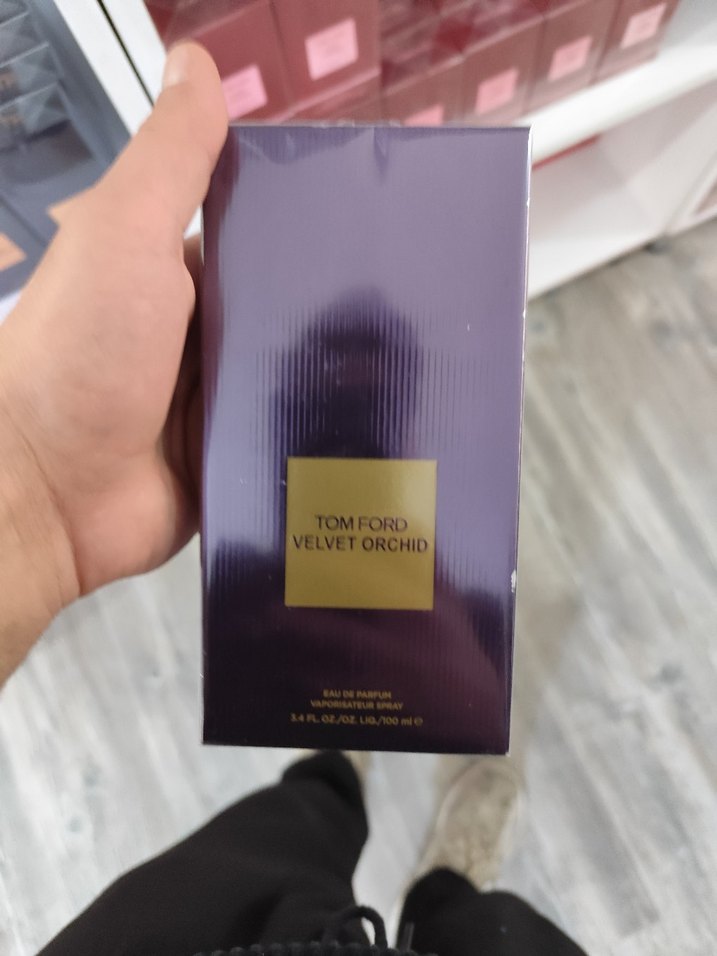 TOM FORD
VELVET ORCHID
EAU DE PARFUM
VAPORISATEUR SPRAY
3.4 FL. OZ./OZ. LIQ./100 ml ℮